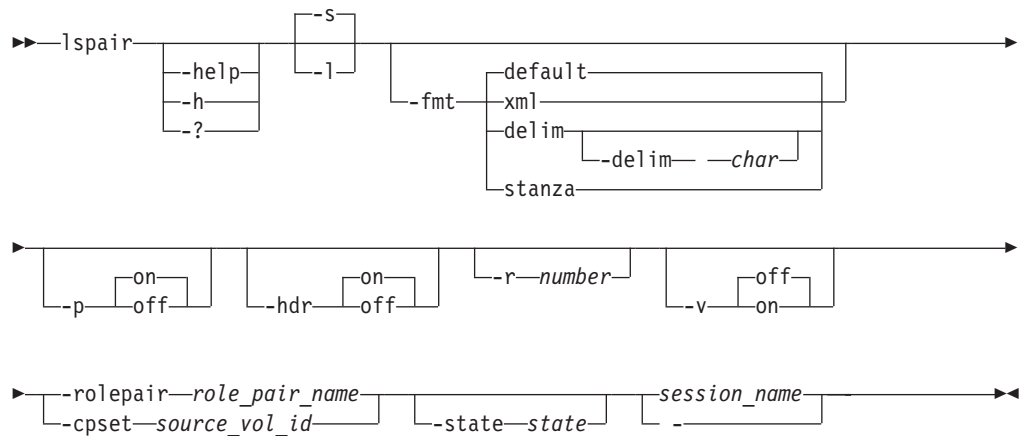 -s
lspair
-help
-l
default
-h
-fmt
xml
-?
delim
-delim char
stanza
on
on
off
-p
off
-hdr
off
-r number
-v
on
-rolepair role_pair_name
session_name
-cpset source_vol_id
-state state
-